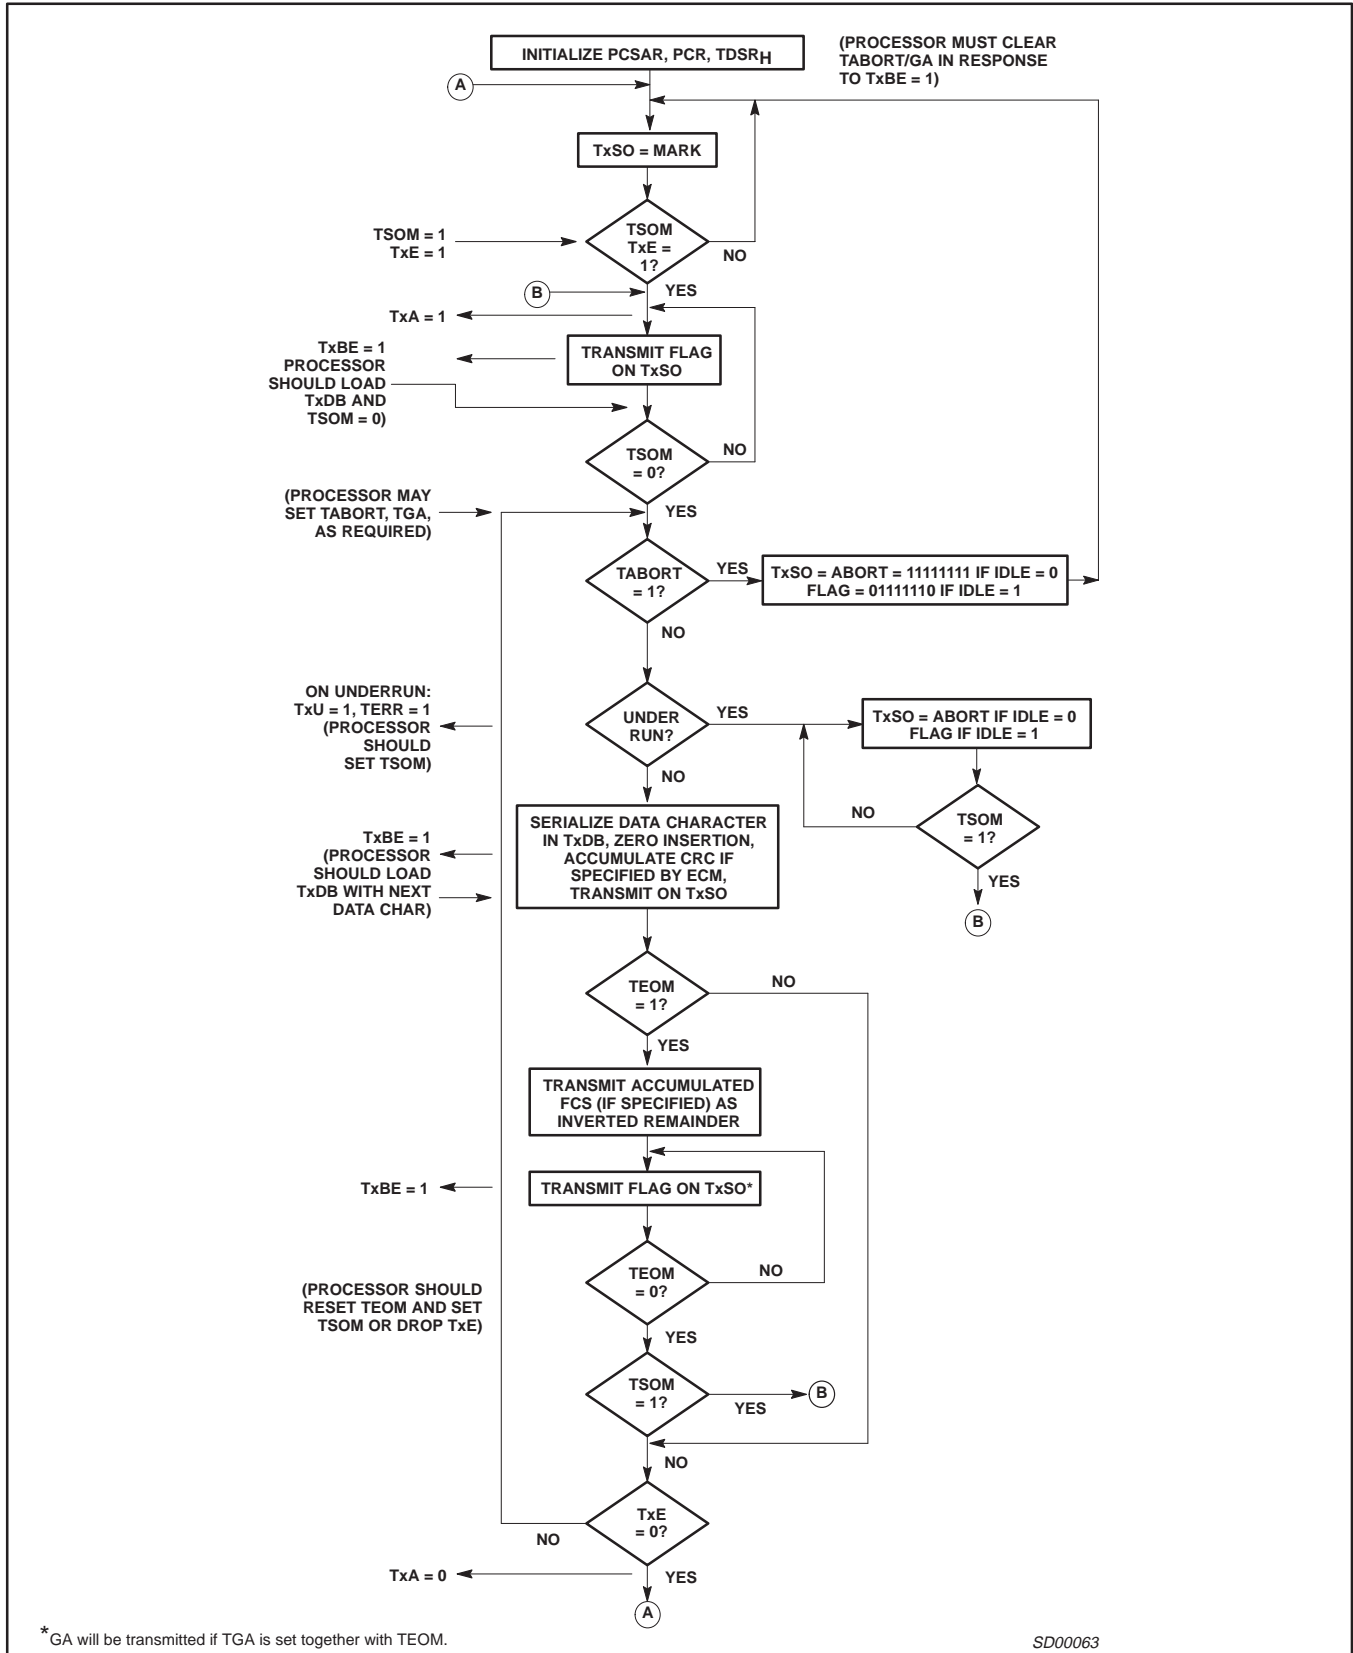 INITIALIZE PCSAR, PCR, TDSRH
(PROCESSOR MUST CLEAR
TABORT/GA IN RESPONSE
TO TxBE = 1)
A
TxSO = MARK
TSOM = 1
TxE = 1
TSOM
TxE =
1?
NO
YES
B
TxA = 1
TxBE = 1
PROCESSOR
SHOULD LOAD
TxDB AND
TSOM = 0)
TRANSMIT FLAG
ON TxSO
TSOM
= 0?
NO
YES
(PROCESSOR MAY
SET TABORT, TGA,
AS REQUIRED)
TABORT
= 1?
YES
TxSO = ABORT = 11111111 IF IDLE = 0
FLAG = 01111110 IF IDLE = 1
NO
ON UNDERRUN:
TxU = 1, TERR = 1
(PROCESSOR
SHOULD
SET TSOM)
UNDER
RUN?
YES
TxSO = ABORT IF IDLE = 0
FLAG IF IDLE = 1
NO
NO
TSOM
= 1?
YES
B
TxBE = 1
(PROCESSOR
SHOULD LOAD
TxDB WITH NEXT
DATA CHAR)
SERIALIZE DATA CHARACTER
IN TxDB, ZERO INSERTION,
ACCUMULATE CRC IF
SPECIFIED BY ECM,
TRANSMIT ON TxSO
TEOM
= 1?
NO
YES
TRANSMIT ACCUMULATED
FCS (IF SPECIFIED) AS
INVERTED REMAINDER
TxBE = 1
TRANSMIT FLAG ON TxSO*
TEOM
= 0?
NO
(PROCESSOR SHOULD
RESET TEOM AND SET
TSOM OR DROP TxE)
YES
TSOM
= 1?
YES
B
NO
TxE
= 0?
NO
TxA = 0
YES
A
*GA will be transmitted if TGA is set together with TEOM.
SD00063